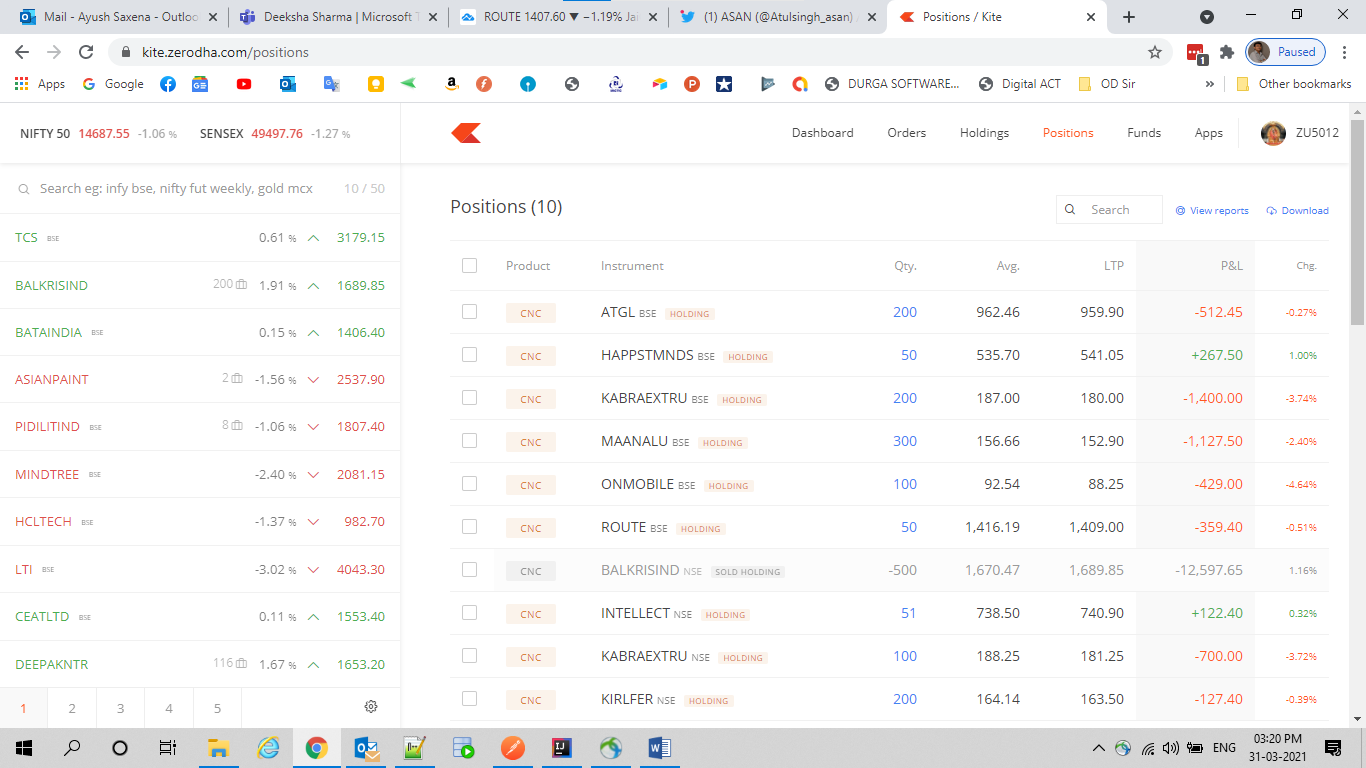 Mail - Ayush Saxena - Outloo
Deeksha Sharma | Microsoft T
ROUTE 1407.60 ▼ −1.19% Jai
(1) ASAN (@Atulsingh_asan) /
Positions / Kite
kite.zerodha.com/positions
1
Paused
Apps
Google
DURGA SOFTWARE...
Digital ACT
OD Sir
»
Other bookmarks
NIFTY 50 14687.55 -1.06 % SENSEX 49497.76 -1.27 %
Dashboard Orders Holdings Positions Funds Apps ZU5012
Search eg: infy bse, nifty fut weekly, gold mcx 10 / 50
TCS BSE 0.61 % 3179.15
BALKRISIND 200 1.91 % 1689.85
BATAINDIA BSE 0.15 % 1406.40
ASIANPAINT 2 -1.56 % 2537.90
PIDILITIND BSE 8 -1.06 % 1807.40
MINDTREE BSE -2.40 % 2081.15
HCLTECH BSE -1.37 % 982.70
LTI BSE -3.02 % 4043.30
CEATLTD BSE 0.11 % 1553.40
DEEPAKNTR 116 1.67 % 1653.20
1 2 3 4 5
Positions (10)
Search
View reports
Download
Product Instrument Qty. Avg. LTP P&L Chg.
CNC ATGL BSE HOLDING 200 962.46 959.90 -512.45 -0.27%
CNC HAPPSTMNDS BSE HOLDING 50 535.70 541.05 +267.50 1.00%
CNC KABRAEXTRU BSE HOLDING 200 187.00 180.00 -1,400.00 -3.74%
CNC MAANALU BSE HOLDING 300 156.66 152.90 -1,127.50 -2.40%
CNC ONMOBILE BSE HOLDING 100 92.54 88.25 -429.00 -4.64%
CNC ROUTE BSE HOLDING 50 1,416.19 1,409.00 -359.40 -0.51%
CNC BALKRISIND NSE SOLD HOLDING -500 1,670.47 1,689.85 -12,597.65 1.16%
CNC INTELLECT NSE HOLDING 51 738.50 740.90 +122.40 0.32%
CNC KABRAEXTRU NSE HOLDING 100 188.25 181.25 -700.00 -3.72%
CNC KIRLFER NSE HOLDING 200 164.14 163.50 -127.40 -0.39%
ENG
03:20 PM
31-03-2021